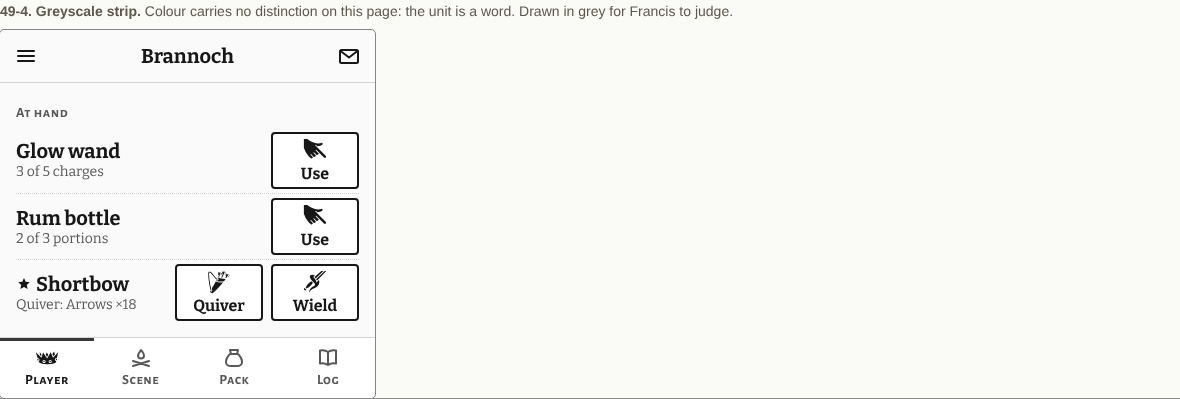 49-4. Greyscale strip. Colour carries no distinction on this page: the unit is a word. Drawn in grey for Francis to judge.
Brannoch
At hand
Glow wand
3 of 5 charges
Use
Rum bottle
2 of 3 portions
Use
Shortbow
Quiver: Arrows ×18
Quiver
Wield
Player
Scene
Pack
Log